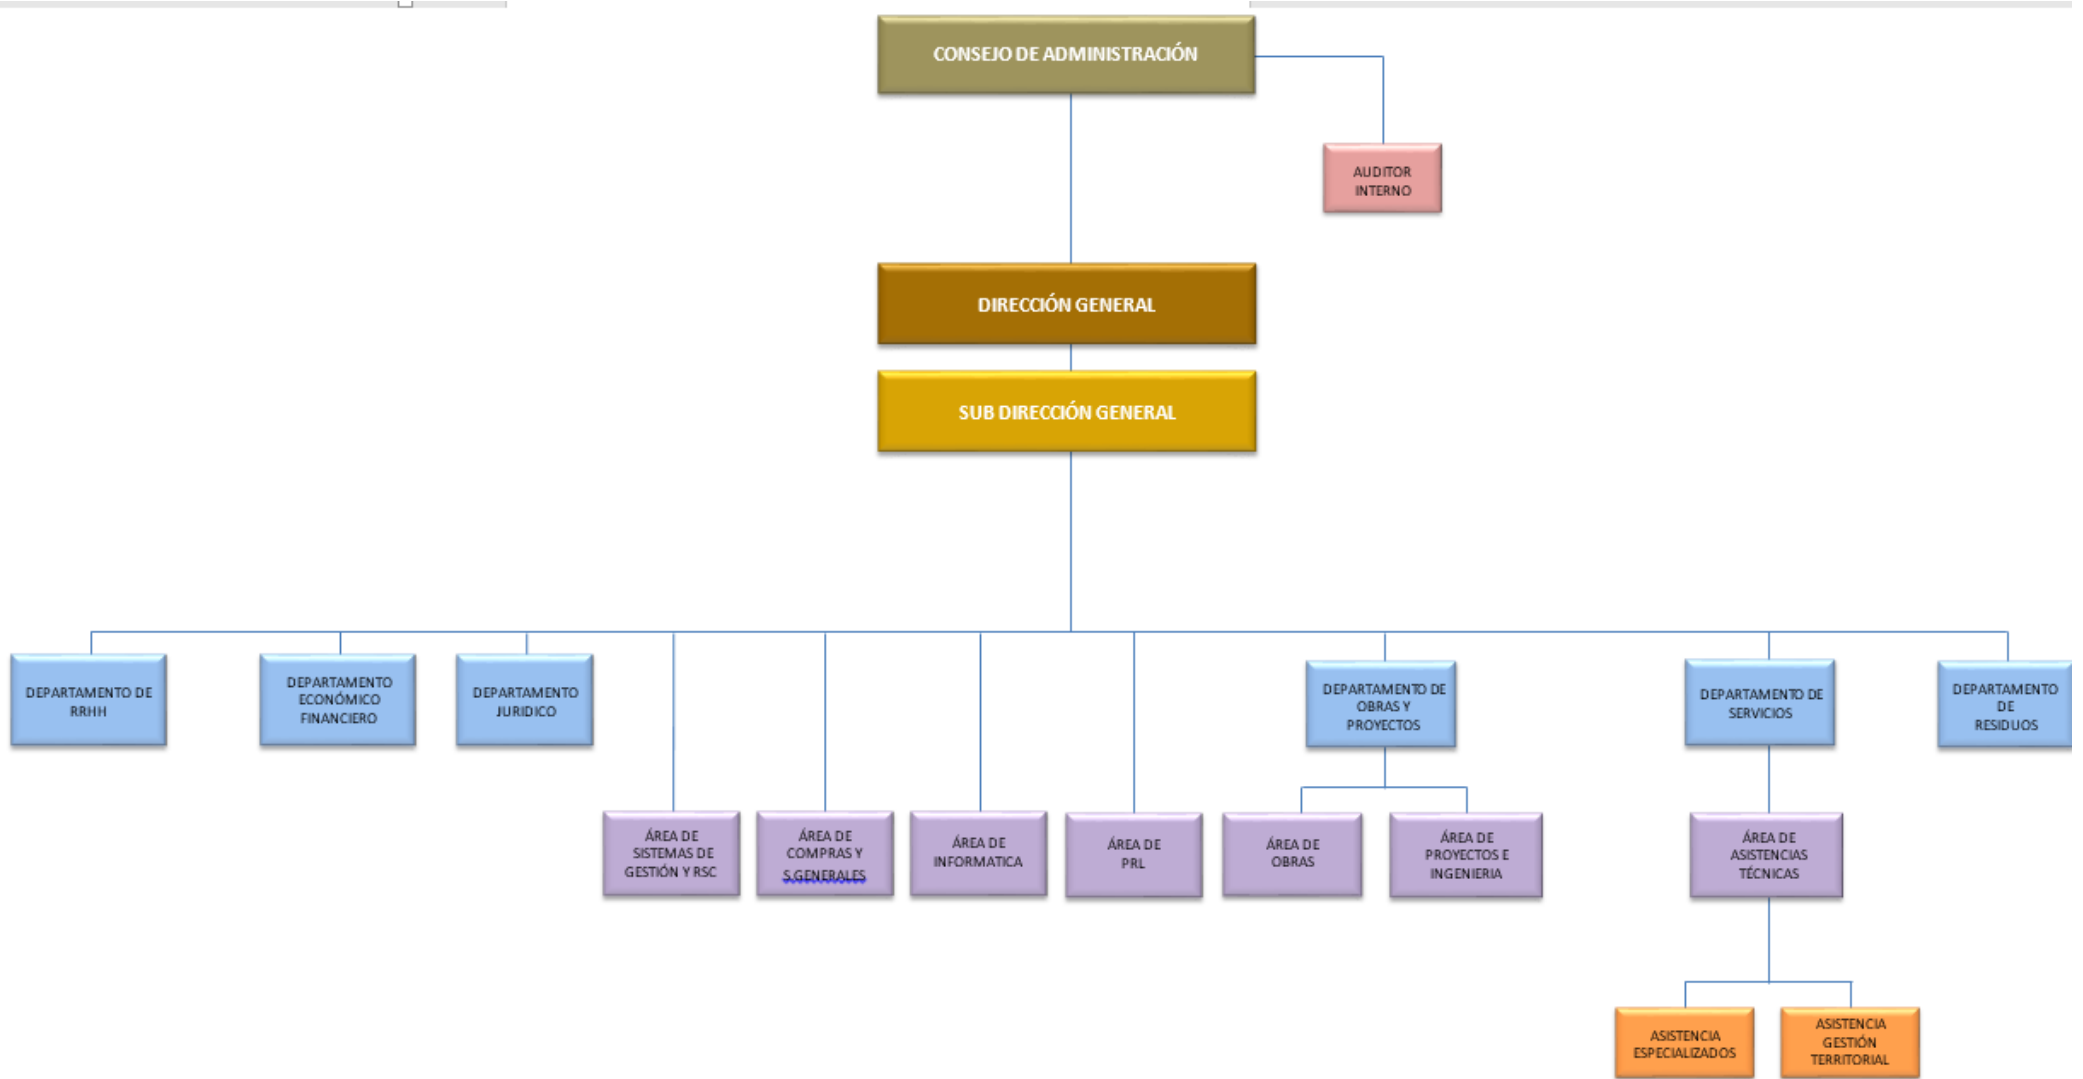 CONSEJO DE ADMINISTRACIÓN
AUDITOR
INTERNO
DIRECCIÓN GENERAL
SUB DIRECCIÓN GENERAL
DEPARTAMENTO DE
RRHH
DEPARTAMENTO
ECONÓMICO
FINANCIERO
DEPARTAMENTO
JURIDICO
DEPARTAMENTO DE
OBRAS Y
PROYECTOS
DEPARTAMENTO DE
SERVICIOS
DEPARTAMENTO
DE
RESIDUOS
ÁREA DE
SISTEMAS DE
GESTIÓN Y RSC
ÁREA DE
COMPRAS Y
S.GENERALES
ÁREA DE
INFORMATICA
ÁREA DE
PRL
ÁREA DE
OBRAS
ÁREA DE
PROYECTOS E
INGENIERIA
ÁREA DE
ASISTENCIAS
TÉCNICAS
ASISTENCIA
ESPECIALIZADOS
ASISTENCIA
GESTIÓN
TERRITORIAL